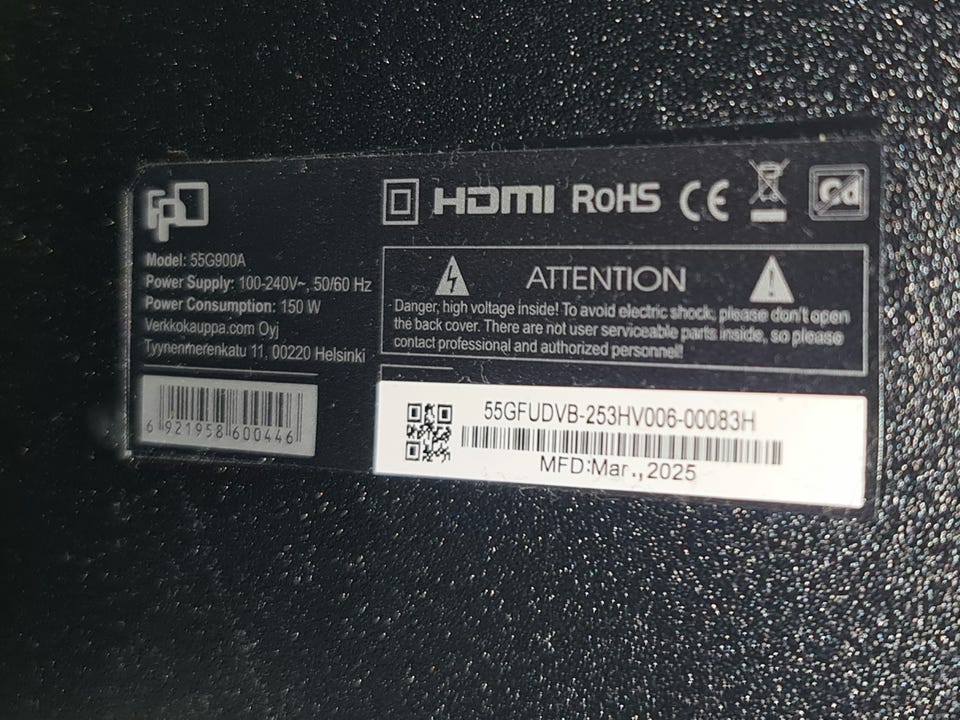 HDMI RoHS CE Cd
Model: 55G900A
Power Supply: 100-240V~, 50/60 Hz
Power Consumption: 150 W
Verkkokauppa.com Oyj
Tyynenmerenkatu 11, 00220 Helsinki
ATTENTION
Danger; high voltage inside! To avoid electric shock, please don't open
the back cover. There are not user serviceable parts inside, so please
contact professional and authorized personnel!
6 921958 600446
55GFUDVB-253HV006-00083H
MFD:Mar.,2025